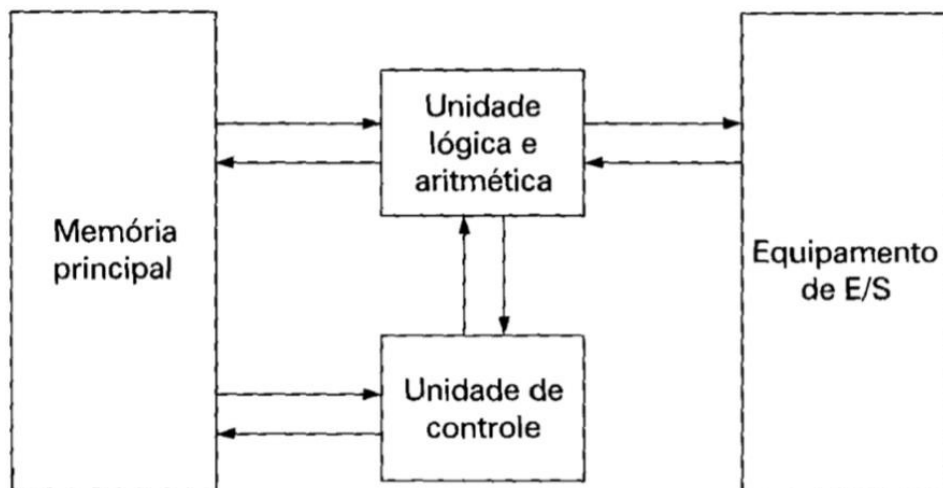 Memória
principal
Unidade
lógica e
aritmética
Unidade de
controle
Equipamento
de E/S